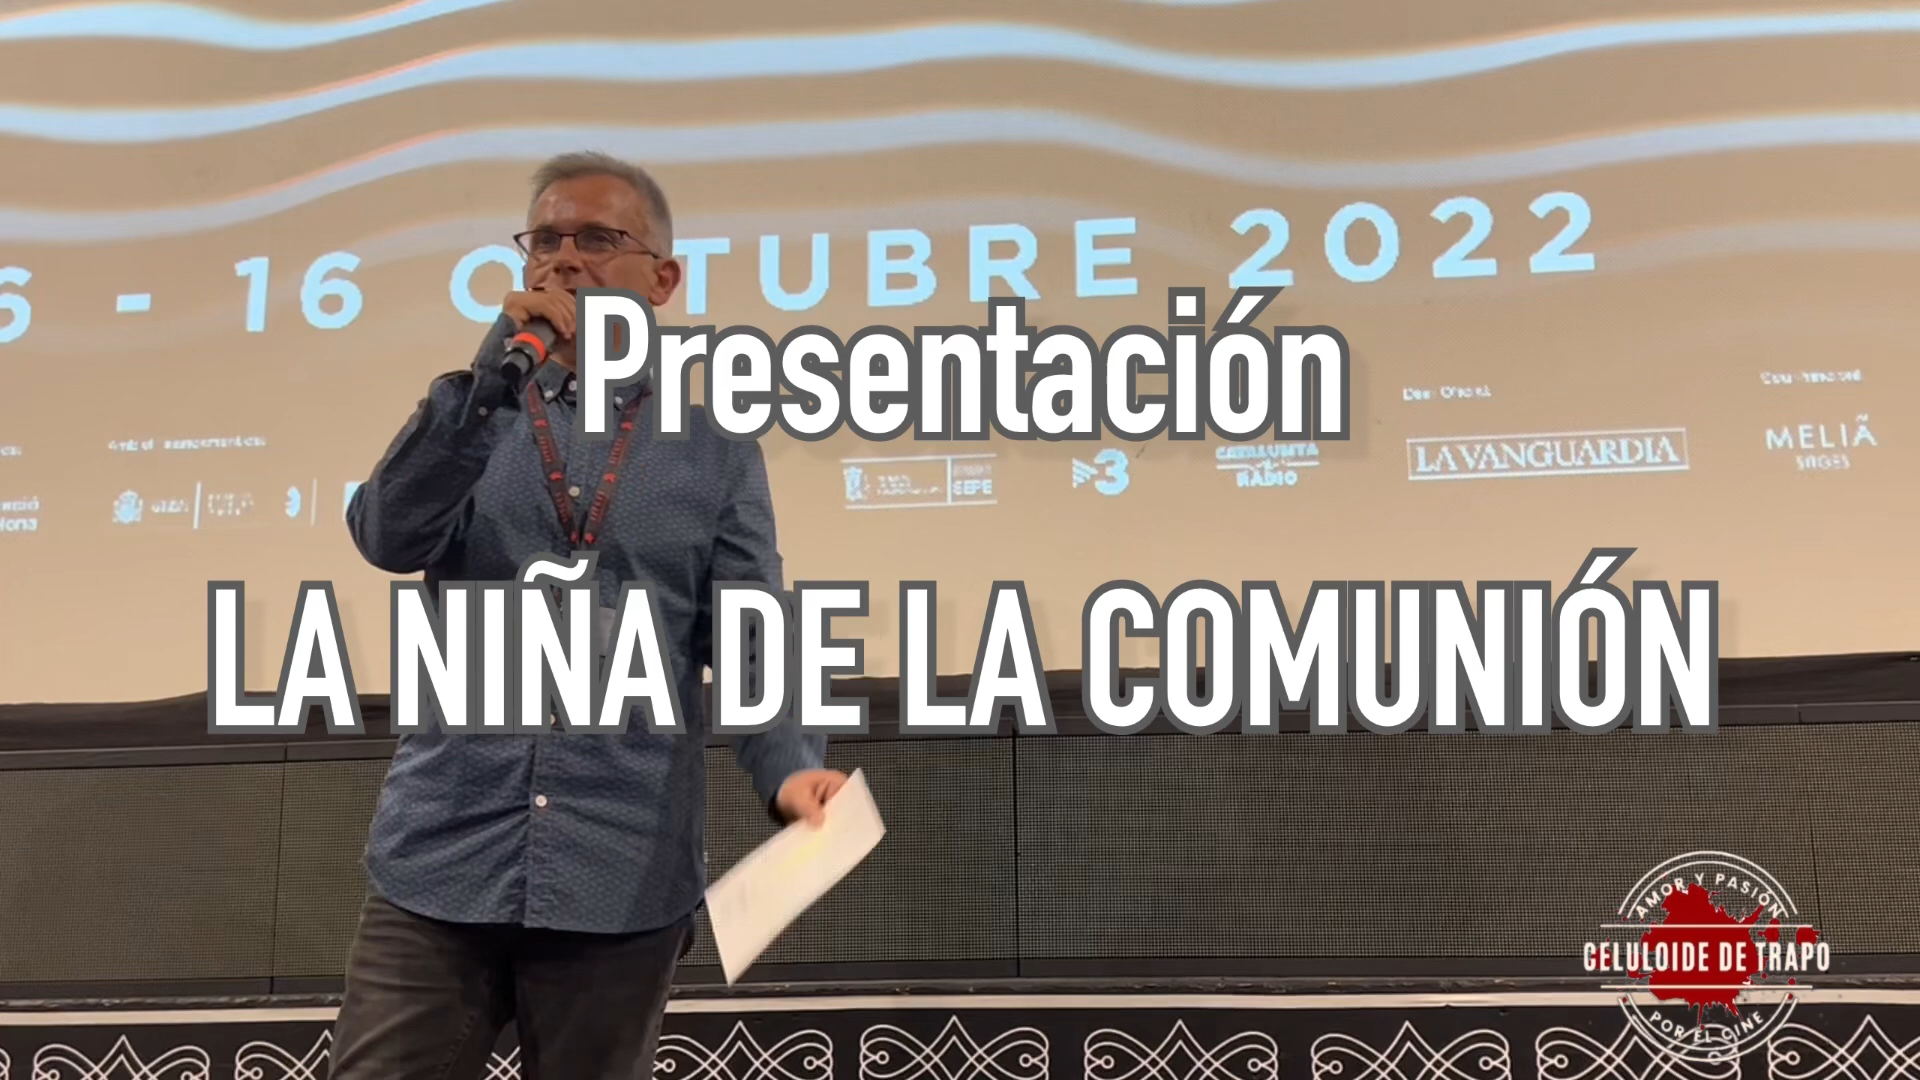 6 - 16 O TUBRE 2022
Presentación
LA VANGUARDIA
MELIÃ
SITGES
3
CATALUNYA
RÀDIO
SEPE
LA NIÑA DE LA COMUNIÓN
AMOR Y PASIÓN
CELULOIDE DE TRAPO
POR EL CINE